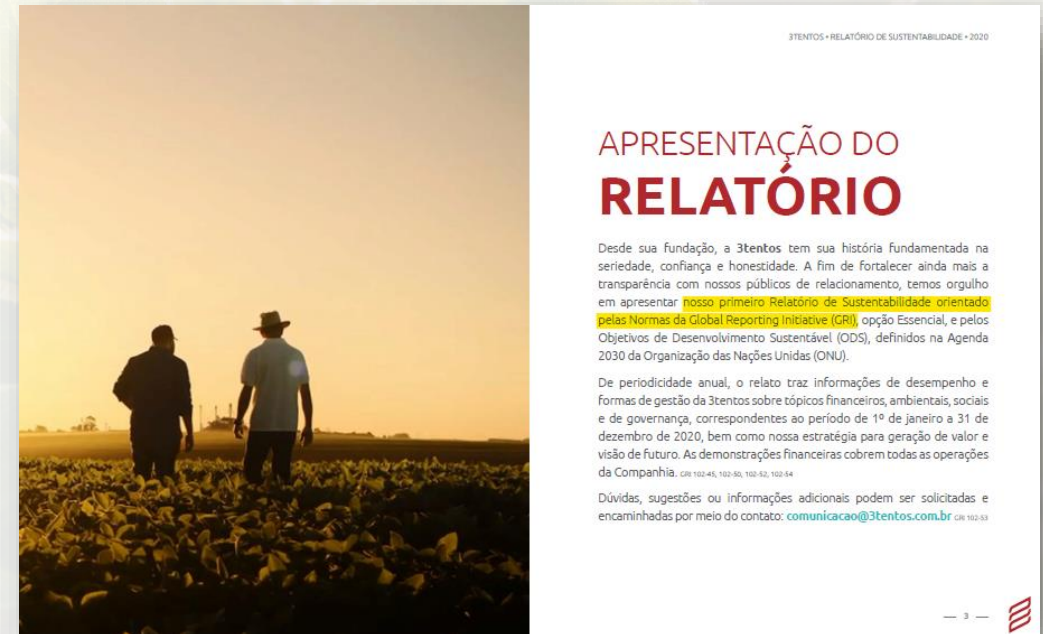 3TENTOS • RELATÓRIO DE SUSTENTABILIDADE • 2020
APRESENTAÇÃO DO
RELATÓRIO
Desde sua fundação, a 3tentos tem sua história fundamentada na
seriedade, confiança e honestidade. A fim de fortalecer ainda mais a
transparência com nossos públicos de relacionamento, temos orgulho
em apresentar nosso primeiro Relatório de Sustentabilidade orientado
pelas Normas da Global Reporting Initiative (GRI), opção Essencial, e pelos
Objetivos de Desenvolvimento Sustentável (ODS), definidos na Agenda
2030 da Organização das Nações Unidas (ONU).
De periodicidade anual, o relato traz informações de desempenho e
formas de gestão da 3tentos sobre tópicos financeiros, ambientais, sociais
e de governança, correspondentes ao período de 1º de janeiro a 31 de
dezembro de 2020, bem como nossa estratégia para geração de valor e
visão de futuro. As demonstrações financeiras cobrem todas as operações
da Companhia. GRI 102-45, 102-50, 102-52, 102-54
Dúvidas, sugestões ou informações adicionais podem ser solicitadas e
encaminhadas por meio do contato: comunicacao@3tentos.com.br GRI 102-53
— 3 —